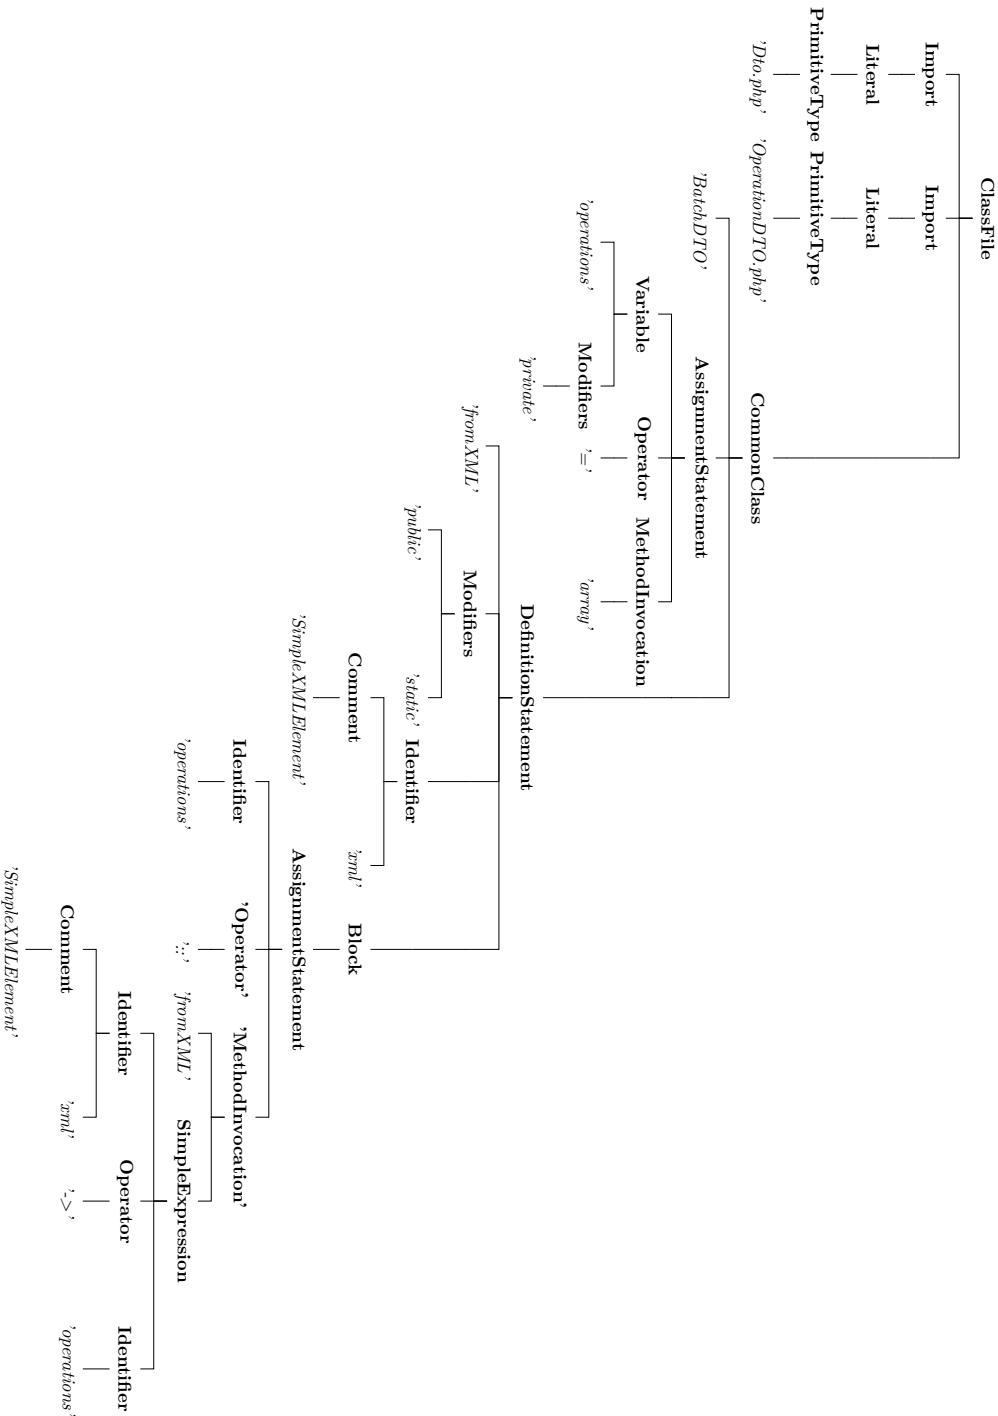 ClassFile
Import
Import
Literal
Literal
PrimitiveType PrimitiveType
'Dto.php'
'OperationDTO.php'
CommonClass
'BatchDTO'
AssignmentStatement
Variable
Operator
MethodInvocation
'operations'
Modifiers
'='
'array'
'private'
DefinitionStatement
'fromXML'
Modifiers
'public'
'static'
Identifier
Comment
'xml'
Block
'SimpleXMLElement'
AssignmentStatement
Identifier
'Operator'
'MethodInvocation'
'operations'
'::'
'fromXML'
SimpleExpression
Identifier
Operator
Identifier
Comment
'xml'
'->'
'operations'
'SimpleXMLElement'